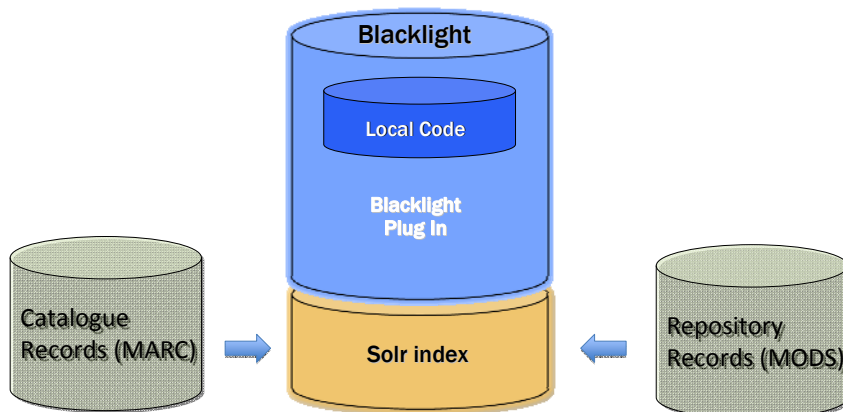 Blacklight
Local Code
Blacklight
Plug In
Catalogue
Records (MARC)
Solr index
Repository
Records (MODS)